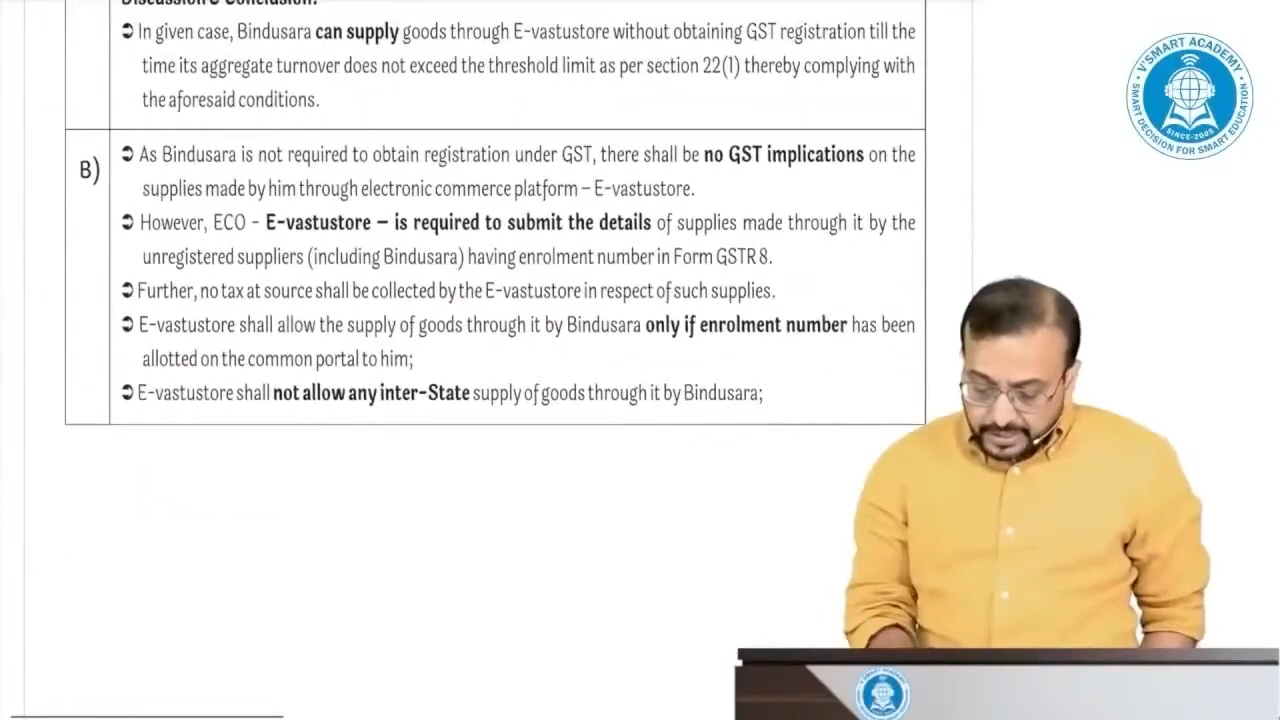 Discussion & Conclusion:
➲ In given case, Bindusara can supply goods through E-vastustore without obtaining GST registration till the
time its aggregate turnover does not exceed the threshold limit as per section 22(1) thereby complying with
the aforesaid conditions.
B)
➲ As Bindusara is not required to obtain registration under GST, there shall be no GST implications on the
supplies made by him through electronic commerce platform – E-vastustore.
➲ However, ECO - E-vastustore – is required to submit the details of supplies made through it by the
unregistered suppliers (including Bindusara) having enrolment number in Form GSTR 8.
➲ Further, no tax at source shall be collected by the E-vastustore in respect of such supplies.
➲ E-vastustore shall allow the supply of goods through it by Bindusara only if enrolment number has been
allotted on the common portal to him;
➲ E-vastustore shall not allow any inter-State supply of goods through it by Bindusara;
V'SMART ACADEMY
SMART DECISION FOR SMART EDUCATION
SINCE-2005